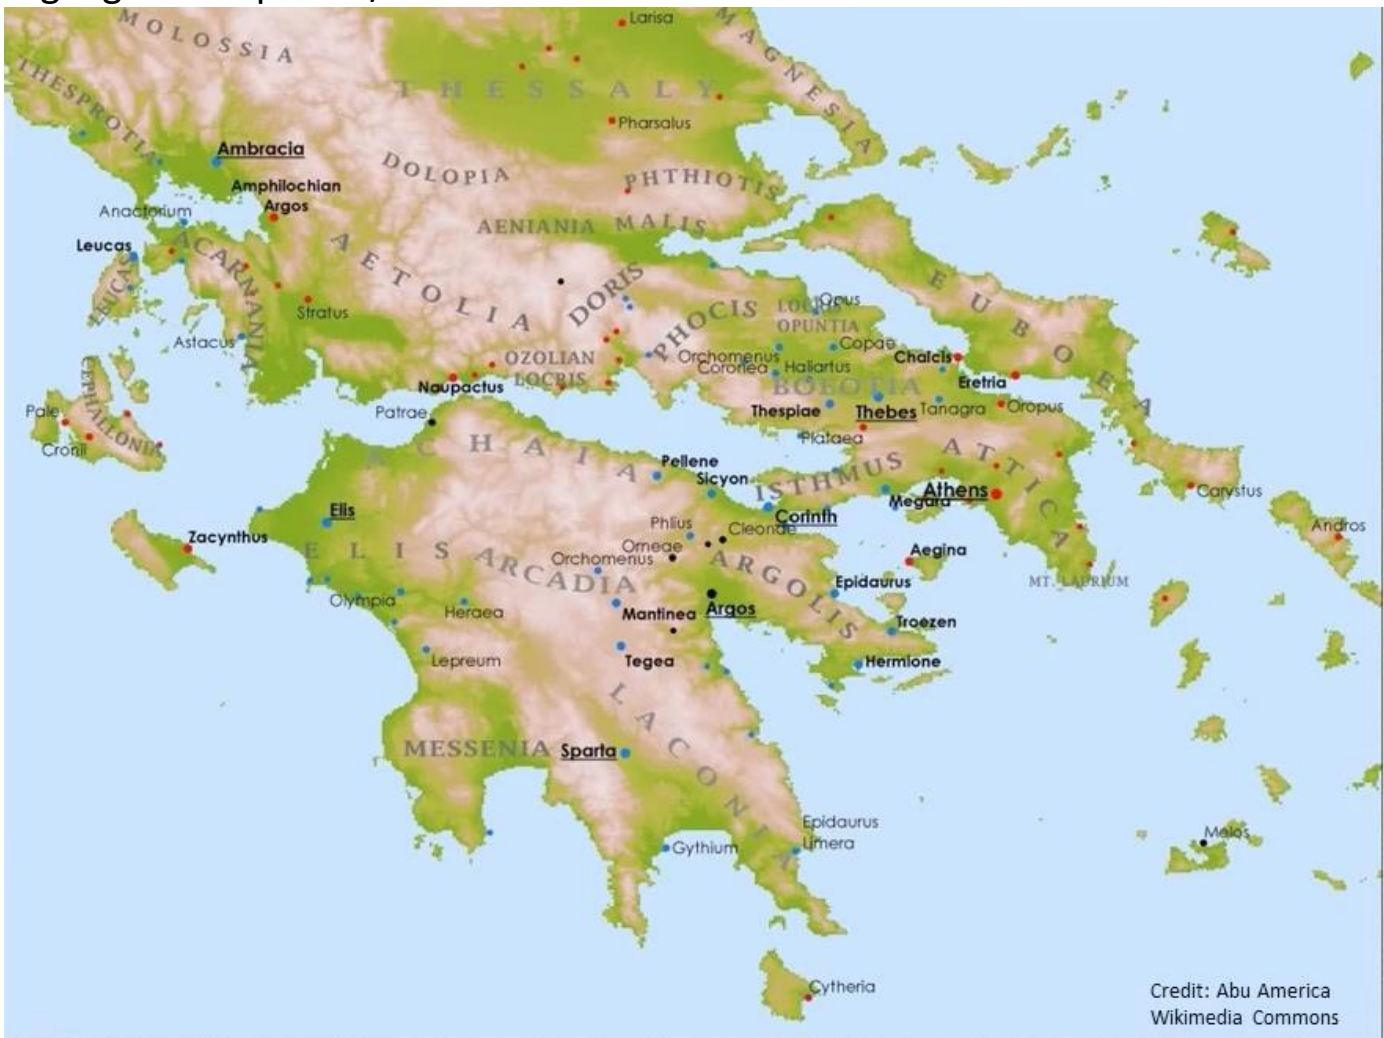 Larisa
MOLOSSIA
MAGNESIA
THESPROTIA
THESSALY
Pharsalus
Ambracia
DOLOPIA
PHTHIOTIS
Amphilochian
Argos
Anactorium
AENIANIA
MALIS
Leucas
ACARNANIA
AETOLIA
DORIS
EUBOEA
LEUCAS
Stratus
PHOCIS
LOCRIS
OPUNTIA
Opus
Astacus
Copae
OZOLIAN
LOCRIS
Orchomenus
Coronea
Haliartus
Chalcis
BOEOTIA
Eretria
Naupactus
CEPHALLONIA
Pale
Patrae
Thespiae
Thebes
Tanagra
Oropus
Cronii
Plataea
ACHAIA
ATTICA
Pellene
ISTHMUS
Sicyon
Athens
Megara
Carystus
Elis
Corinth
Andros
Zacynthus
Phlius
Cleonae
Orneae
ELIS
Orchomenus
ARCADIA
ARGOLIS
Aegina
MT. LAURIUM
Epidaurus
Olympia
Heraea
Mantinea
Argos
Troezen
Lepreum
Tegea
Hermione
LACONIA
MESSENIA
Sparta
Epidaurus
Limera
Gythium
Melos
Cytheria
Credit: Abu America
Wikimedia Commons